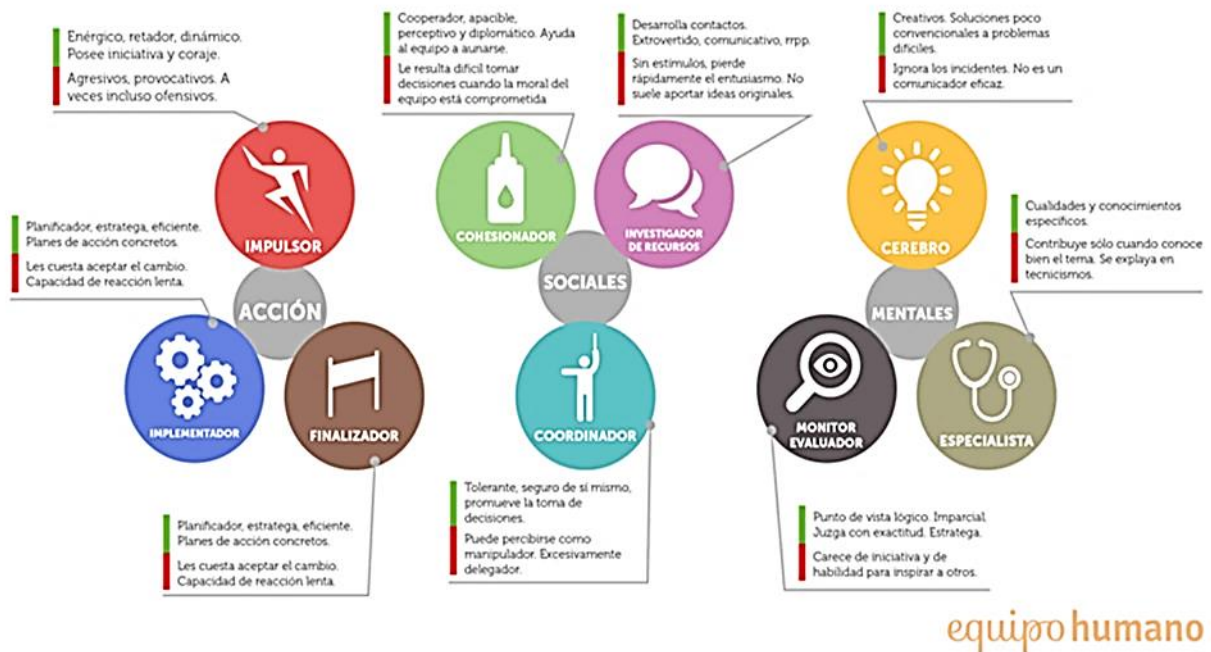 Enérgico, retador, dinámico.
Posee iniciativa y coraje.
Agresivos, provocativos. A
veces incluso ofensivos.
Cooperador, apacible,
perceptivo y diplomático. Ayuda
al equipo a aunarse.
Le resulta difícil tomar
decisiones cuando la moral del
equipo está comprometida
Desarrolla contactos.
Extrovertido, comunicativo, rrpp.
Sin estímulos, pierde
rápidamente el entusiasmo. No
suele aportar ideas originales.
Creativos. Soluciones poco
convencionales a problemas
difíciles.
Ignora los incidentes. No es un
comunicador eficaz.
IMPULSOR
COHESIONADOR
INVESTIGADOR
DE RECURSOS
CEREBRO
Planificador, estratega, eficiente.
Planes de acción concretos.
Les cuesta aceptar el cambio.
Capacidad de reacción lenta.
Cualidades y conocimientos
específicos.
Contribuye sólo cuando conoce
bien el tema. Se explaya en
tecnicismos.
ACCIÓN
SOCIALES
MENTALES
IMPLEMENTADOR
FINALIZADOR
COORDINADOR
MONITOR
EVALUADOR
ESPECIALISTA
Planificador, estratega, eficiente.
Planes de acción concretos.
Les cuesta aceptar el cambio.
Capacidad de reacción lenta.
Tolerante, seguro de sí mismo,
promueve la toma de
decisiones.
Puede percibirse como
manipulador. Excesivamente
delegador.
Punto de vista lógico. Imparcial.
Juzga con exactitud. Estratega.
Carece de iniciativa y de
habilidad para inspirar a otros.
equipo humano